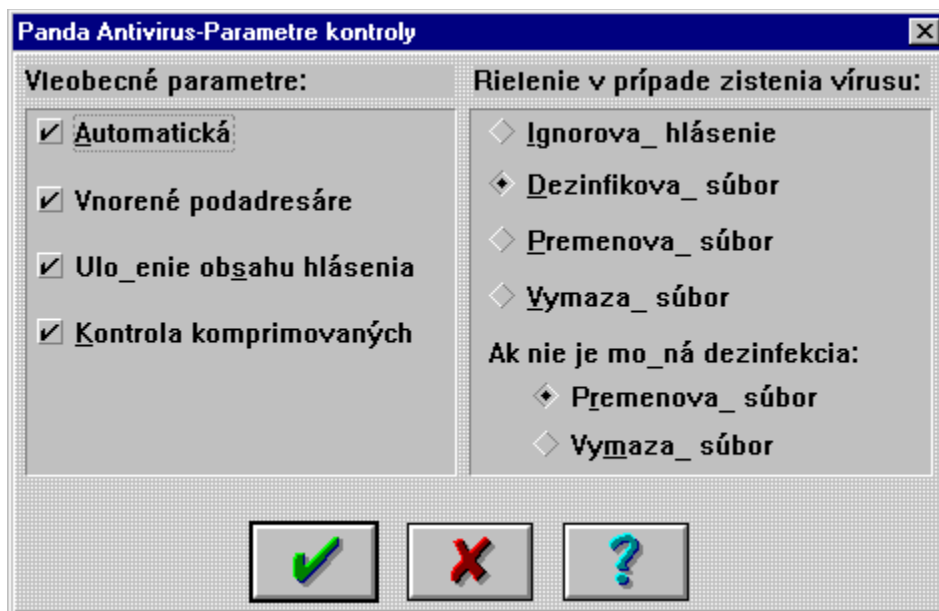 Panda Antivirus-Parametre kontroly
Vleobecné parametre:
Automatická
Vnorené podadresáre
Ulo_enie obsahu hlásenia
Kontrola komprimovaných
Rielenie v prípade zistenia vírusu:
Ignorova_ hlásenie
Dezinfikova_ súbor
Premenova_ súbor
Vymaza_ súbor
Ak nie je mo_ná dezinfekcia:
Premenova_ súbor
Vymaza_ súbor
?